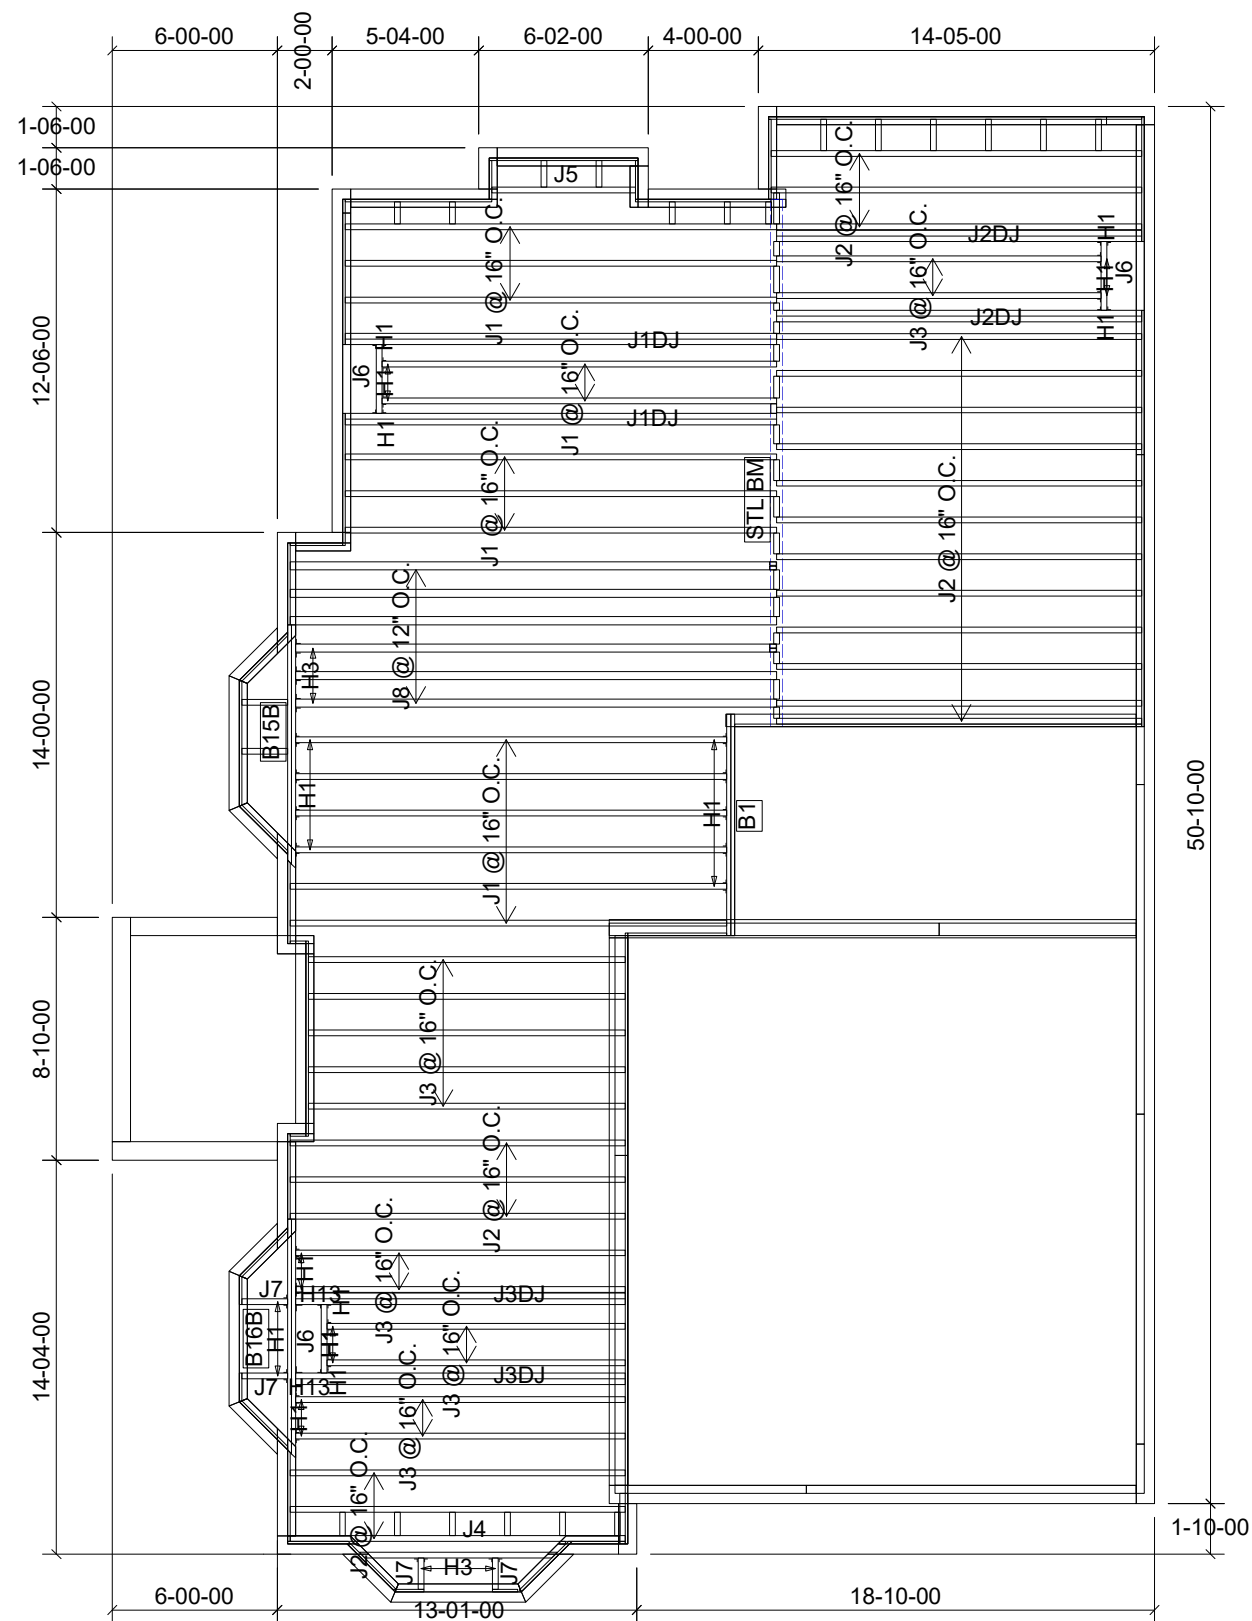 6-00-00
2-00-00
5-04-00
6-02-00
4-00-00
14-05-00
1-06-00
1-06-00
12-06-00
14-00-00
8-10-00
14-04-00
50-10-00
1-10-00
6-00-00
13-01-00
18-10-00
J5
J2 @ 16" O.C.
J1 @ 16" O.C.
J2DJ
J3 @ 16" O.C.
H1
H1
H1
J6
J2DJ
J1DJ
J1 @ 16" O.C.
H1
H1
H1
J6
J1DJ
J1 @ 16" O.C.
STL BM
J2 @ 16" O.C.
J8 @ 12" O.C.
H3
B15B
H1
J1 @ 16" O.C.
H1
B1
J3 @ 16" O.C.
J2 @ 16" O.C.
H1
J3 @ 16" O.C.
J7
H13
J3DJ
H1
B16B
H1
J6
H1
J3 @ 16" O.C.
H1
J7
H13
J3DJ
H1
J3 @ 16" O.C.
J2 @ 16" O.C.
J4
J7
H3
J7